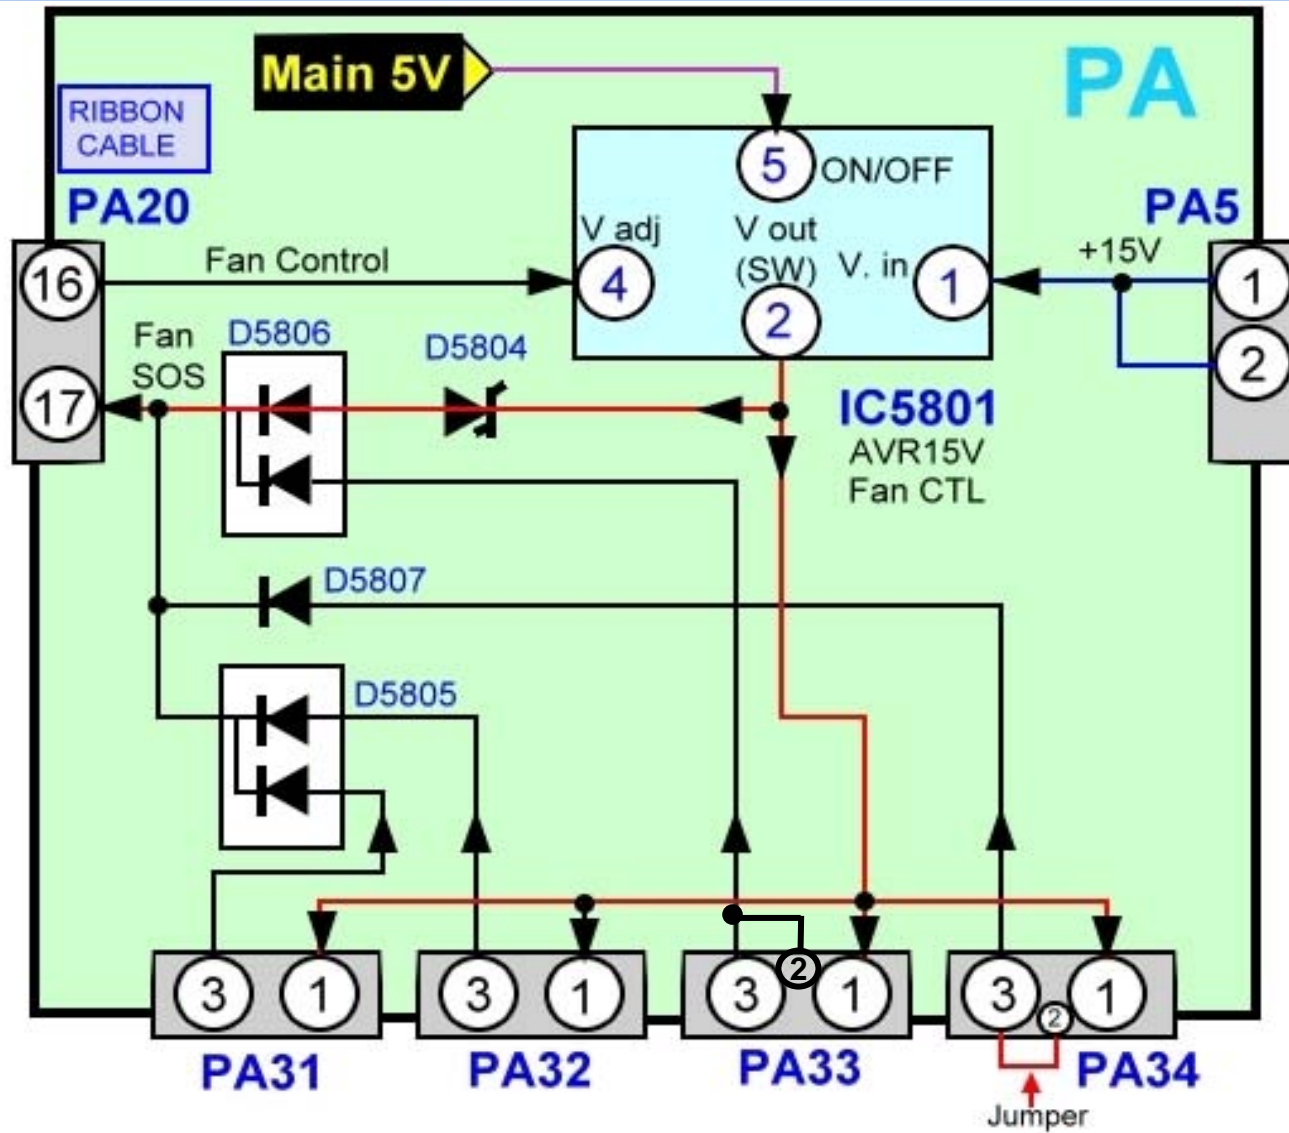 Main 5V
PA
RIBBON
CABLE
PA20
5
ON/OFF
PA5
V adj
V out
(SW)
V. in
+15V
16
Fan Control
4
2
1
1
2
Fan
SOS
D5806
D5804
17
IC5801
AVR15V
Fan CTL
D5807
D5805
3
1
3
1
3
2
1
3
2
1
PA31
PA32
PA33
PA34
Jumper